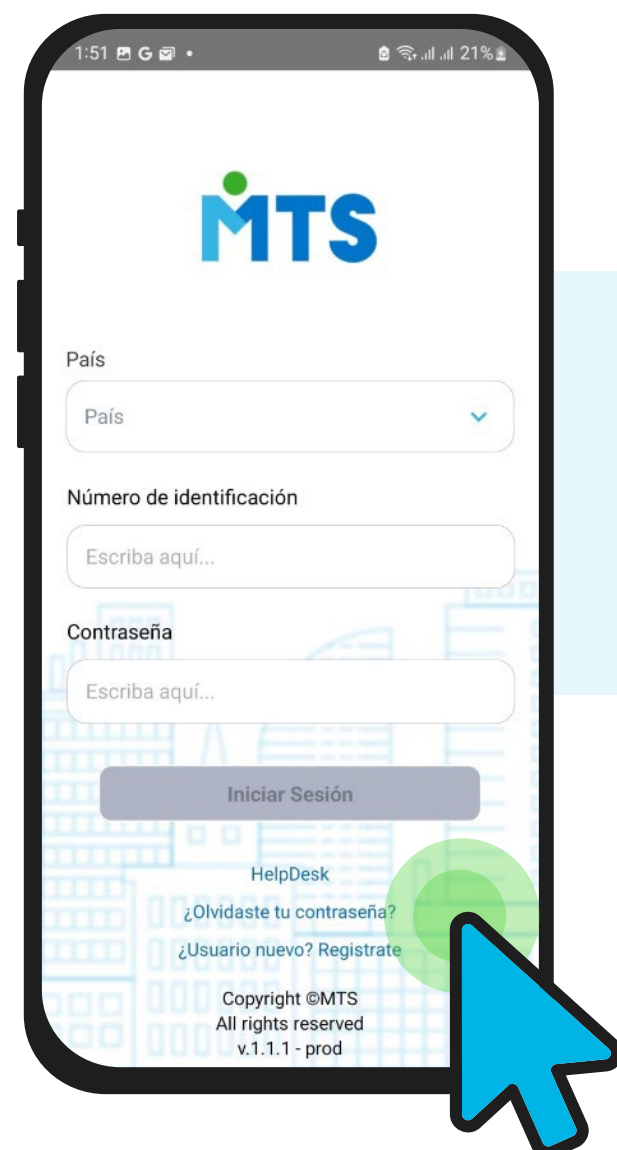 1:51 G 21%
MTS
País
País
Número de identificación
Escriba aquí...
Contraseña
Escriba aquí...
Iniciar Sesión
HelpDesk
¿Olvidaste tu contraseña?
¿Usuario nuevo? Registrate
Copyright ©MTS
All rights reserved
v.1.1.1 - prod